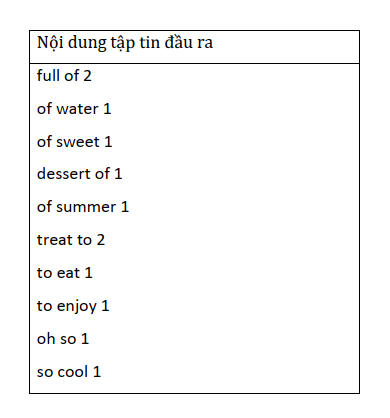 Nội dung tập tin đầu ra
full of 2
of water 1
of sweet 1
dessert of 1
of summer 1
treat to 2
to eat 1
to enjoy 1
oh so 1
so cool 1